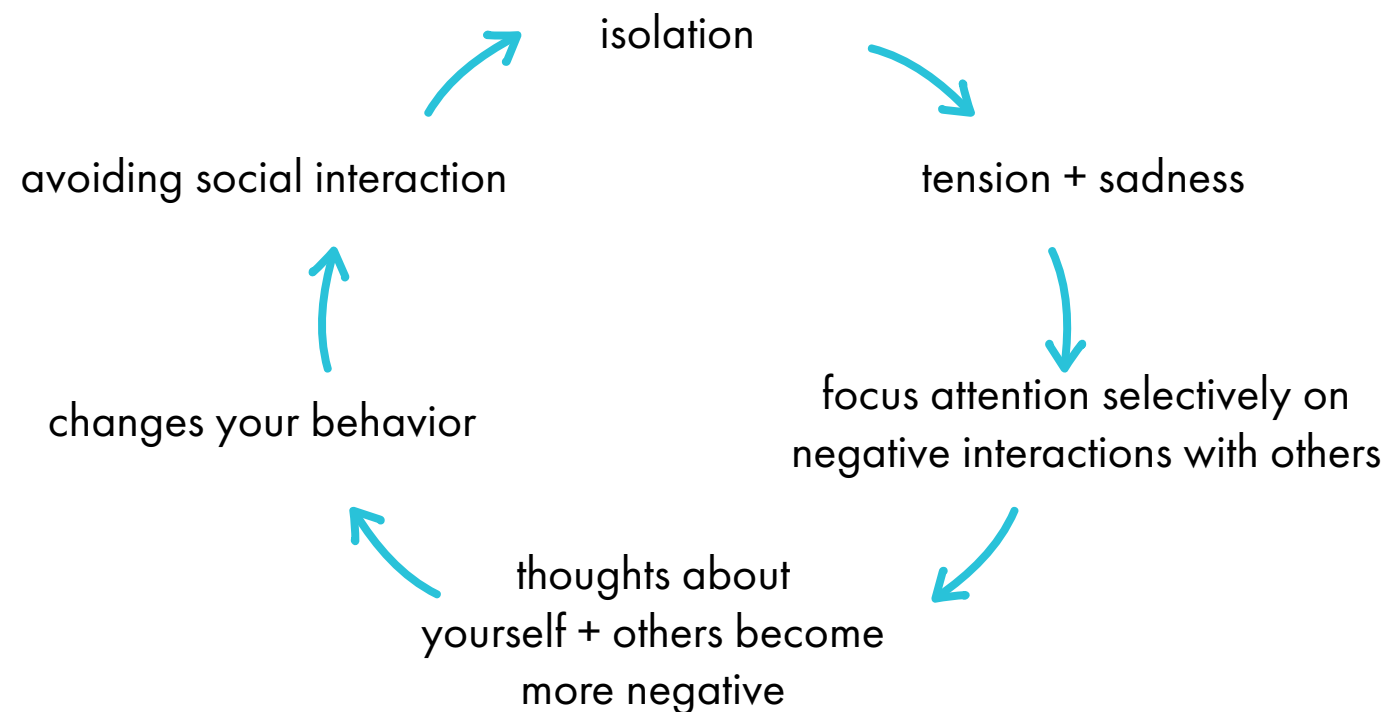 isolation
tension + sadness
focus attention selectively on
negative interactions with others
thoughts about
yourself + others become
more negative
changes your behavior
avoiding social interaction